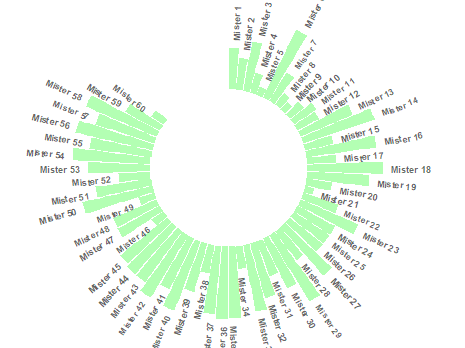 Mister 1
Mister 2
Mister 3
Mister 4
Mister 5
Mister
Mister 7
Mister 8
Mister 9
Mister 10
Mister 11
Mister 12
Mister 13
Mister 14
Mister 15
Mister 16
Mister 17
Mister 18
Mister 19
Mister 20
Mister 21
Mister 22
Mister 23
Mister 24
Mister 25
Mister 26
Mister 27
Mister 28
Mister 29
Mister 30
Mister 31
Mister 32
Mister 34
36
37
Mister 38
Mister 39
Mister 40
Mister 41
Mister 42
Mister 43
Mister 44
Mister 45
Mister 46
Mister 47
Mister 48
Mister 49
Mister 50
Mister 51
Mister 52
Mister 53
Mister 54
Mister 55
Mister 56
Mister 57
Mister 58
Mister 59
Mister 60